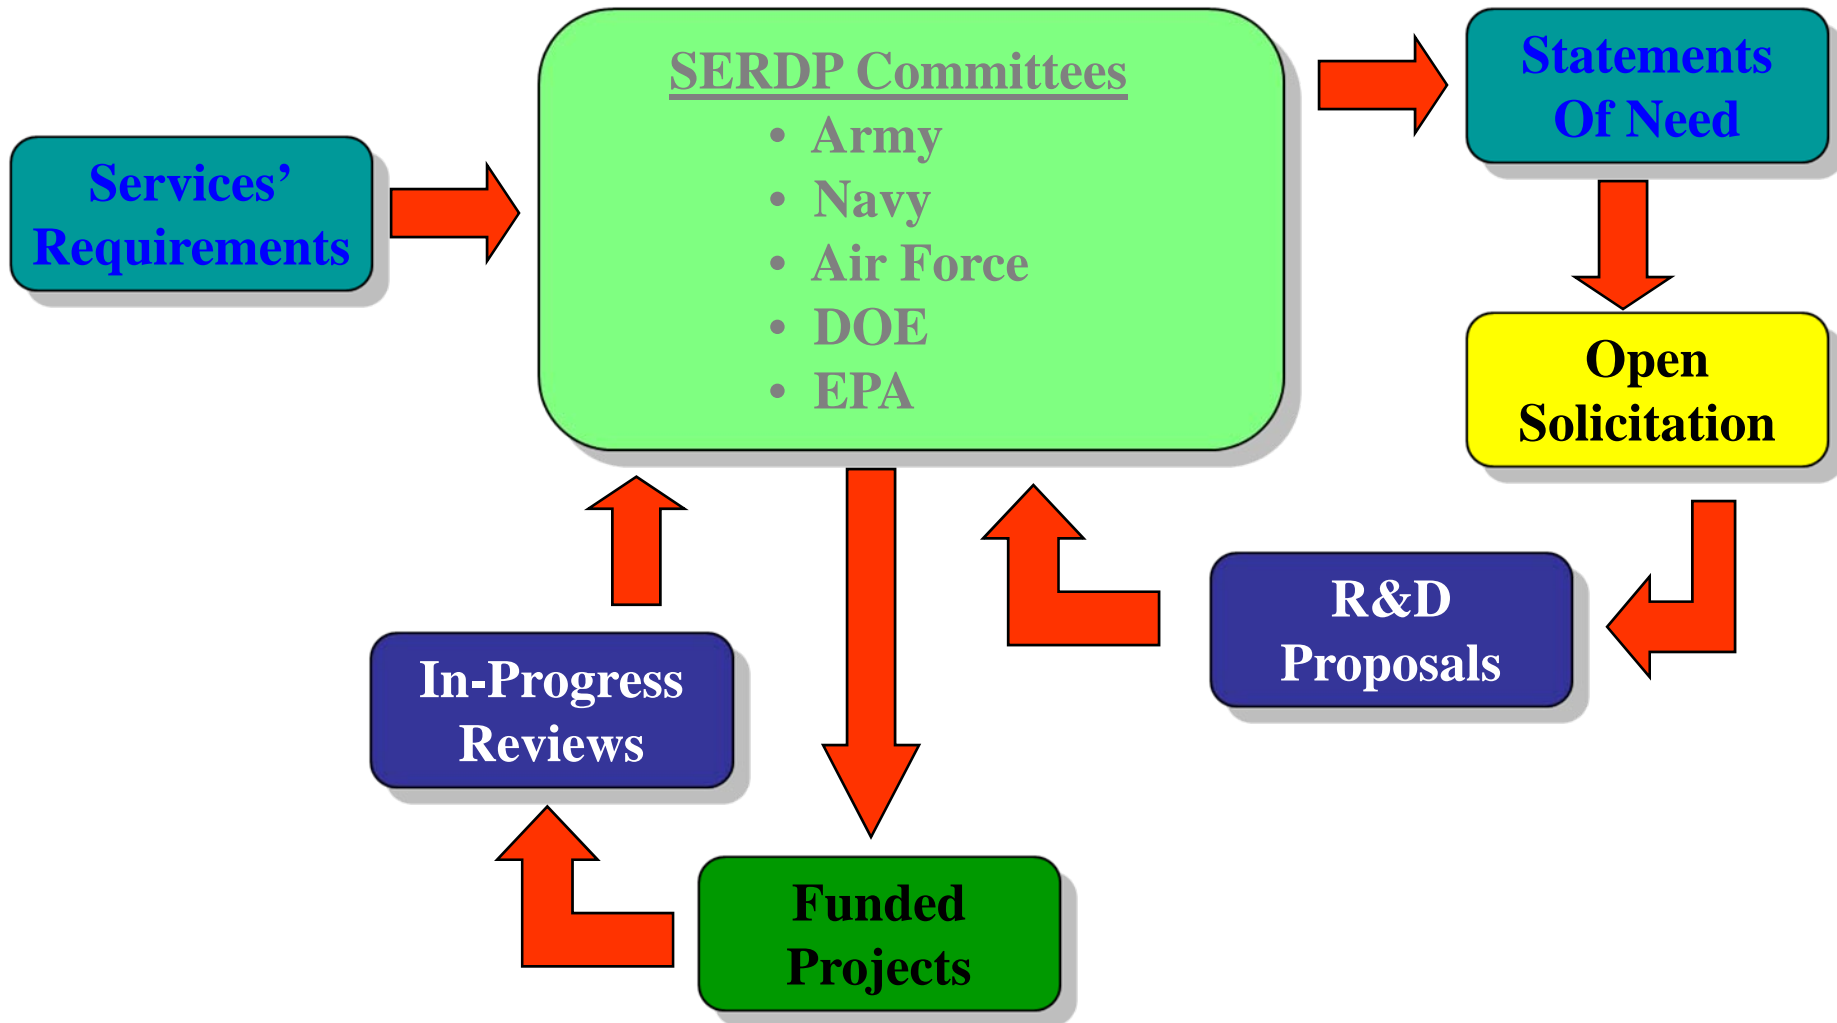 Services’
Requirements
SERDP Committees
• Army
• Navy
• Air Force
• DOE
• EPA
Statements
Of Need
Open
Solicitation
R&D
Proposals
In-Progress
Reviews
Funded
Projects